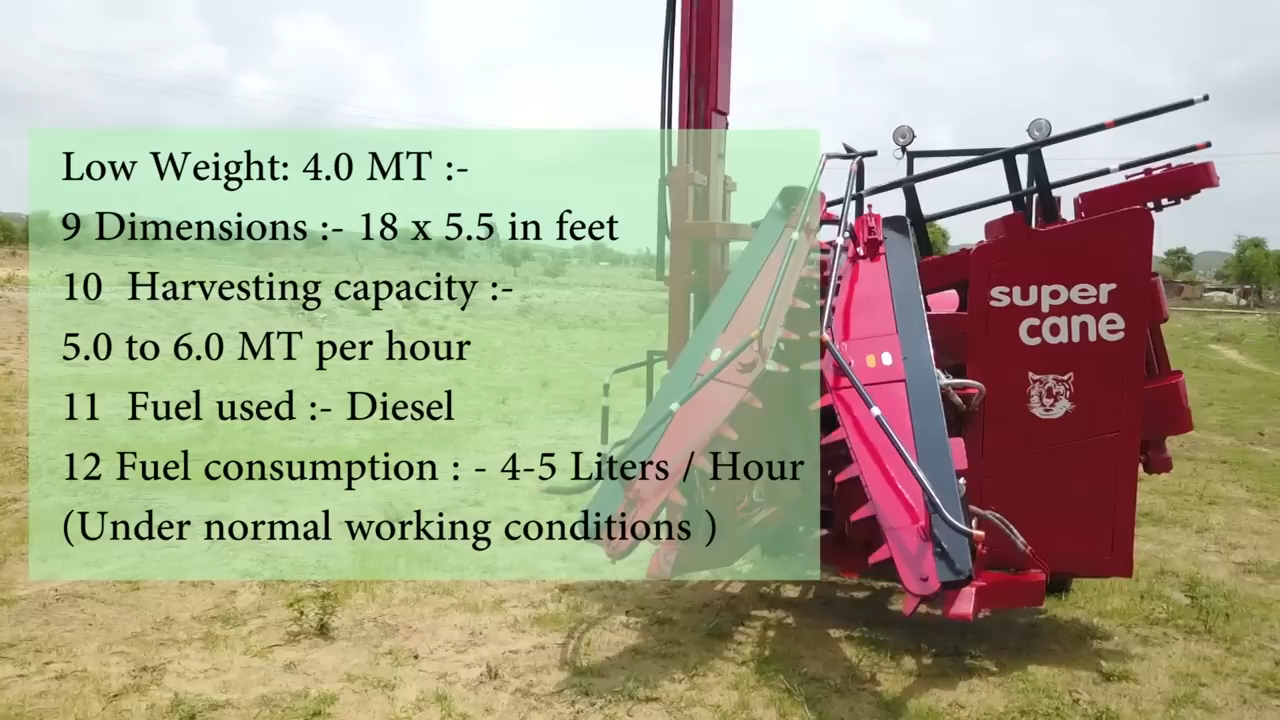 Low Weight: 4.0 MT :-
9 Dimensions :- 18 x 5.5 in feet
10  Harvesting capacity :-
5.0 to 6.0 MT per hour
11  Fuel used :- Diesel
12 Fuel consumption : - 4-5 Liters / Hour
(Under normal working conditions )
super
cane